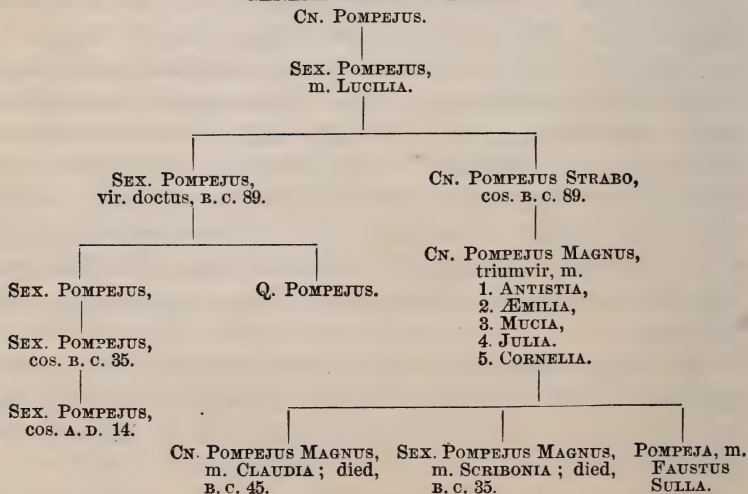 CN. POMPEJUS.
SEX. POMPEJUS,
m. LUCILIA.
SEX. POMPEJUS,
vir. doctus, B. C. 89.
CN. POMPEJUS STRABO,
cos. B. C. 89.
SEX. POMPEJUS,
Q. POMPEJUS.
CN. POMPEJUS MAGNUS,
triumvir, m.
1. ANTISTIA,
2. ÆMILIA,
3. MUCIA,
4. JULIA.
5. CORNELIA.
SEX. POMPEJUS,
cos. B. C. 35.
SEX. POMPEJUS,
cos. A. D. 14.
CN. POMPEJUS MAGNUS,
m. CLAUDIA; died,
B. C. 45.
SEX. POMPEJUS MAGNUS,
m. SCRIBONIA; died,
B. C. 35.
POMPEJA, m.
FAUSTUS
SULLA.